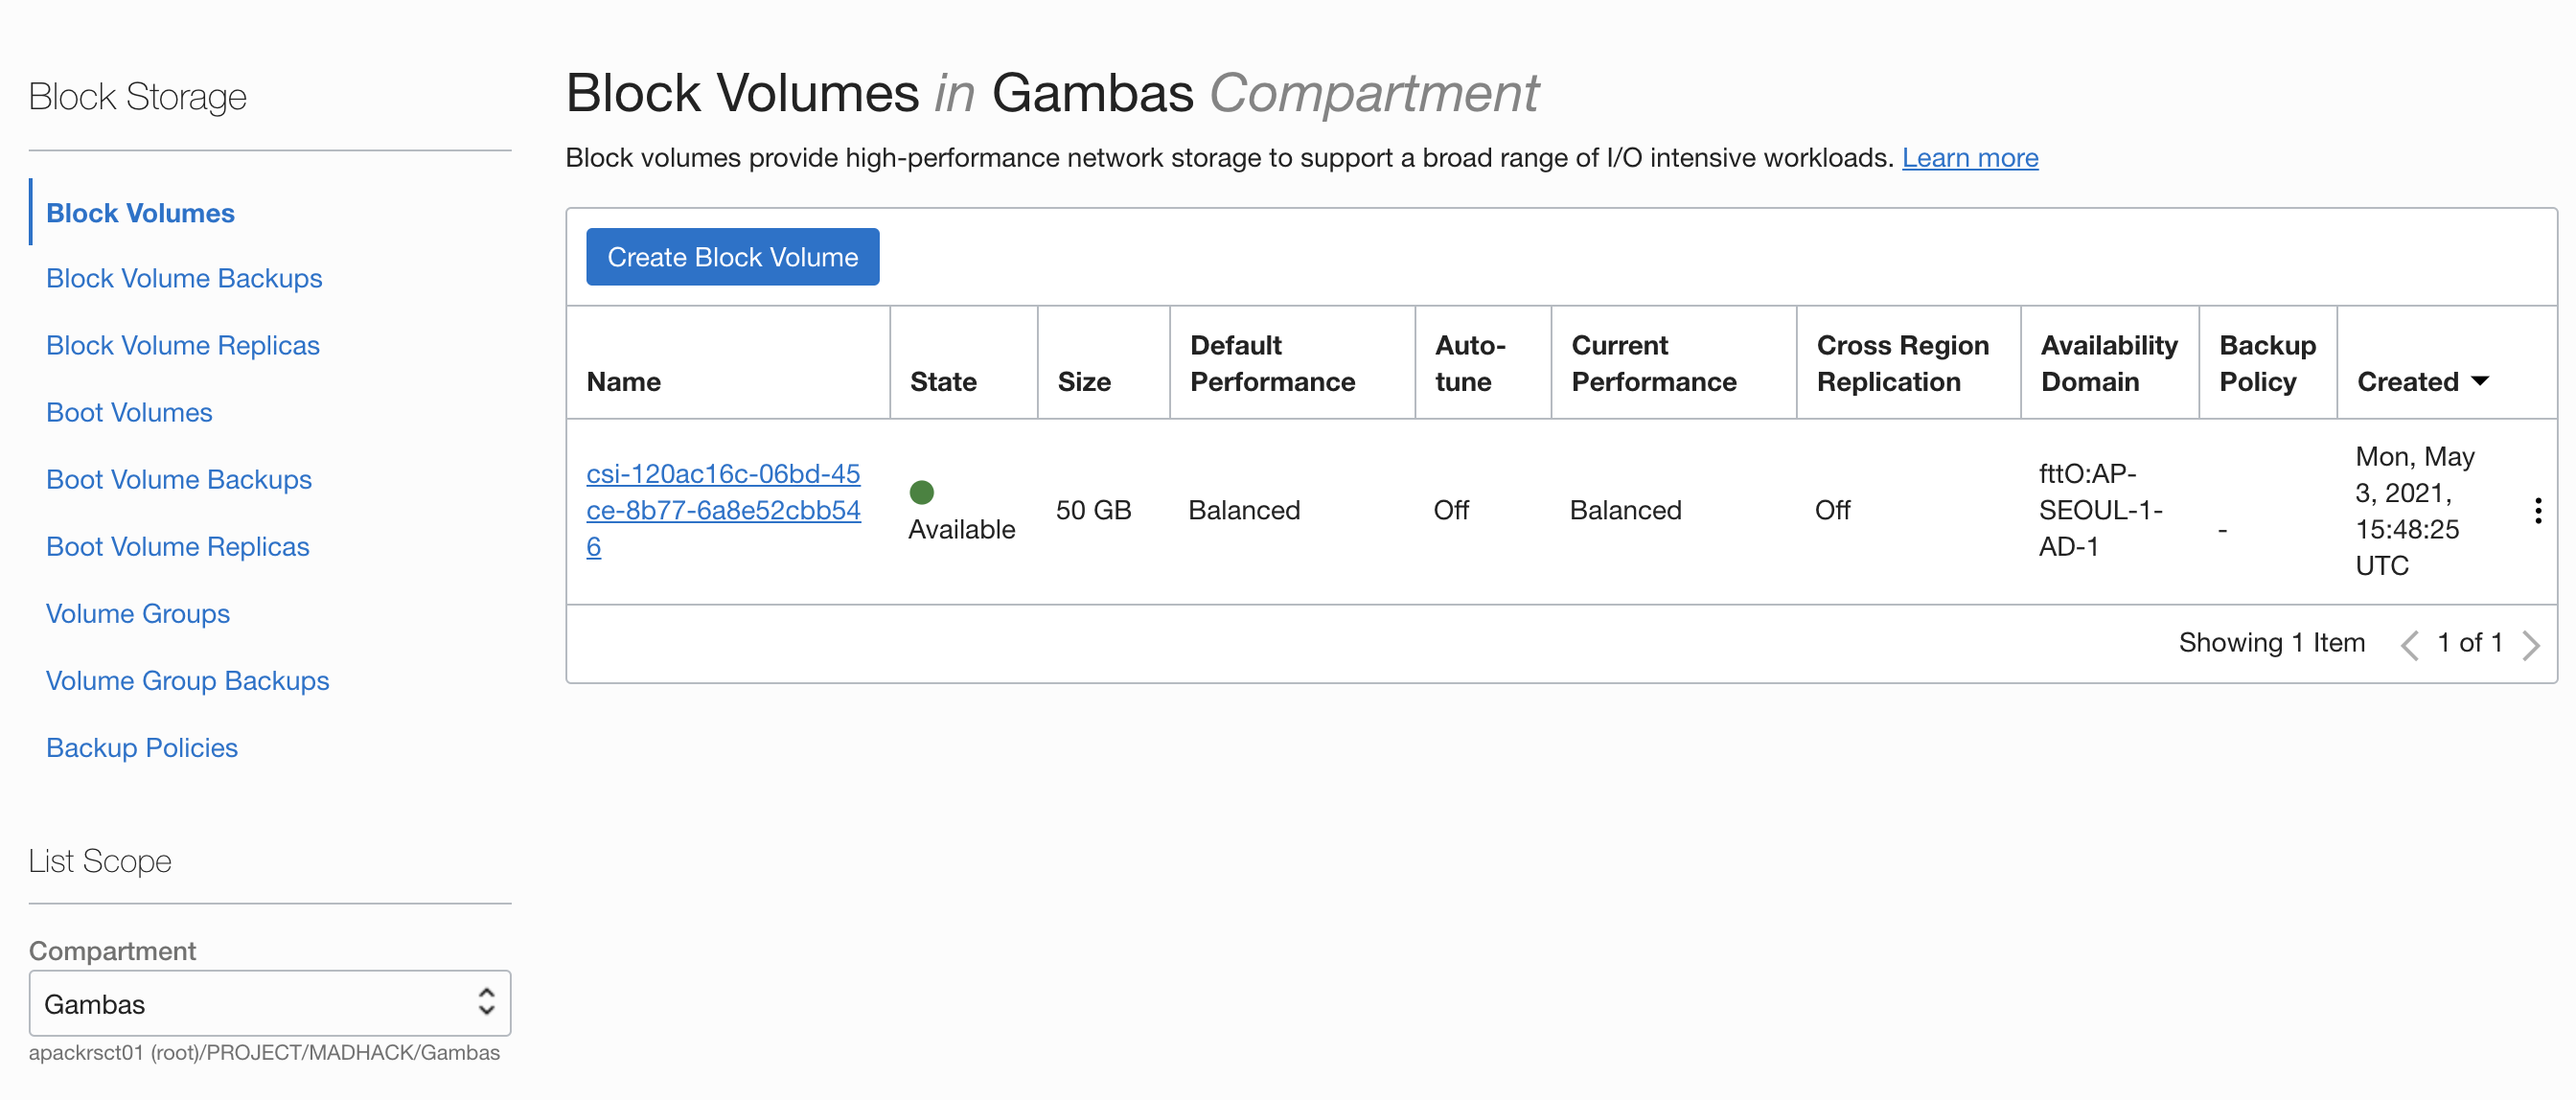 Block Storage
Block Volumes
Block Volume Backups
Block Volume Replicas
Boot Volumes
Boot Volume Backups
Boot Volume Replicas
Volume Groups
Volume Group Backups
Backup Policies
List Scope
Compartment
Gambas
apackrsct01 (root)/PROJECT/MADHACK/Gambas
Block Volumes in Gambas Compartment
Block volumes provide high-performance network storage to support a broad range of I/O intensive workloads. Learn more
Create Block Volume
Name
State
Size
Default
Performance
Auto-
tune
Current
Performance
Cross Region
Replication
Availability
Domain
Backup
Policy
Created
csi-120ac16c-06bd-45
ce-8b77-6a8e52cbb54
6
Available
50 GB
Balanced
Off
Balanced
Off
fttO:AP-
SEOUL-1-
AD-1
-
Mon, May
3, 2021,
15:48:25
UTC
Showing 1 Item
1 of 1